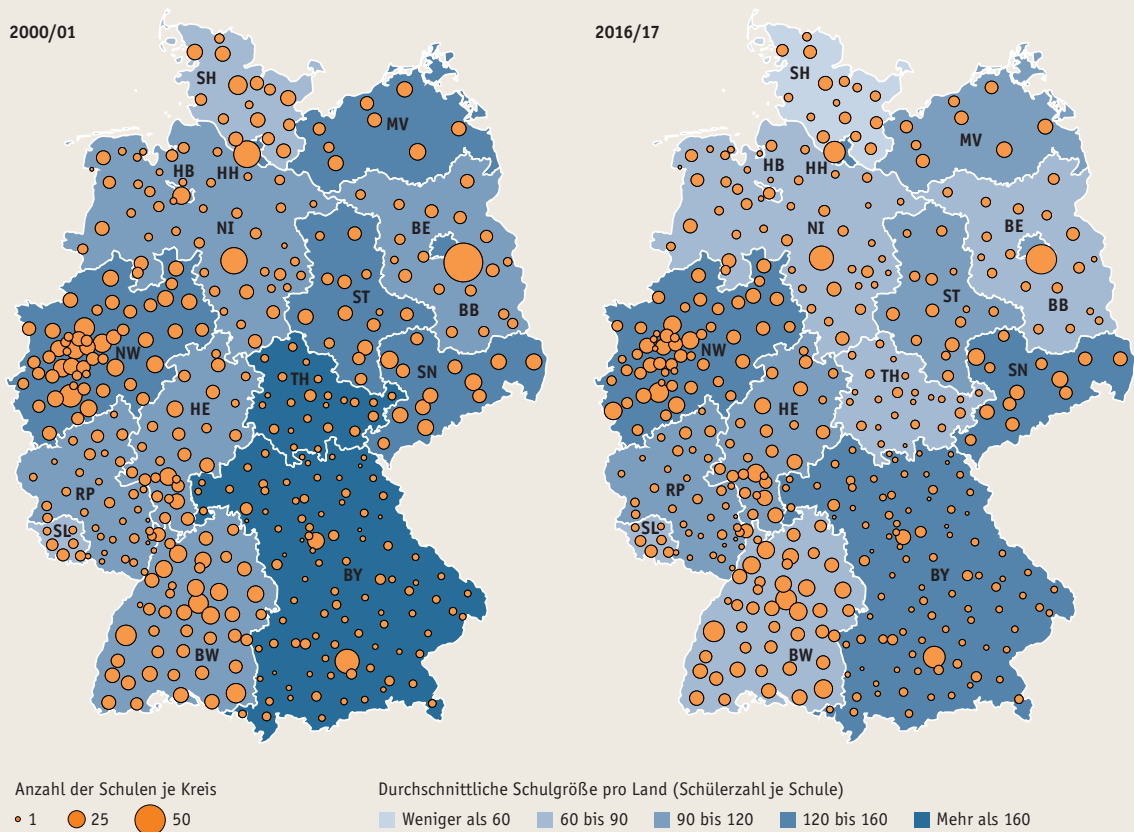 2000/01
SH
MV
HB
HH
NI
BE
ST
BB
NW
TH
SN
HE
RP
SL
BY
BW
2016/17
SH
MV
HB
HH
NI
BE
ST
BB
NW
SN
TH
HE
RP
SL
BY
BW
Anzahl der Schulen je Kreis
1 25 50
Durchschnittliche Schulgröße pro Land (Schülerzahl je Schule)
Weniger als 60 60 bis 90 90 bis 120 120 bis 160 Mehr als 160